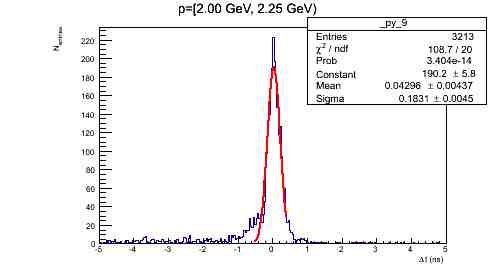 p=[2.00 GeV, 2.25 GeV)
_py_9
Entries 3213
χ² / ndf 108.7 / 20
Prob 3.404e-14
Constant 190.2 ± 5.8
Mean 0.04296 ± 0.00437
Sigma 0.1831 ± 0.0045
N_entries
220
200
180
160
140
120
100
80
60
40
20
0
-5 -4 -3 -2 -1 0 1 2 3 4 5
Δt (ns)